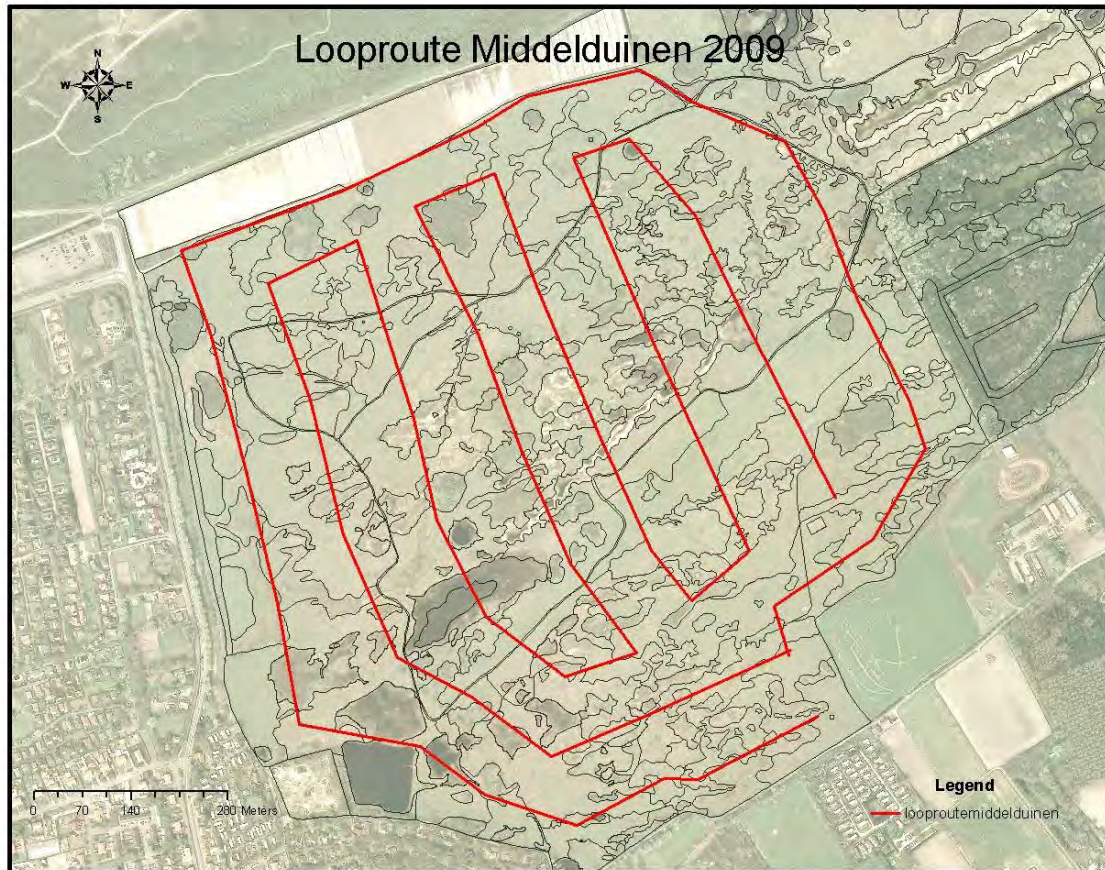 Looproute Middelduinen 2009
N
W E
S
0 70 140 280 Meters
Legend
looproutemiddelduinen